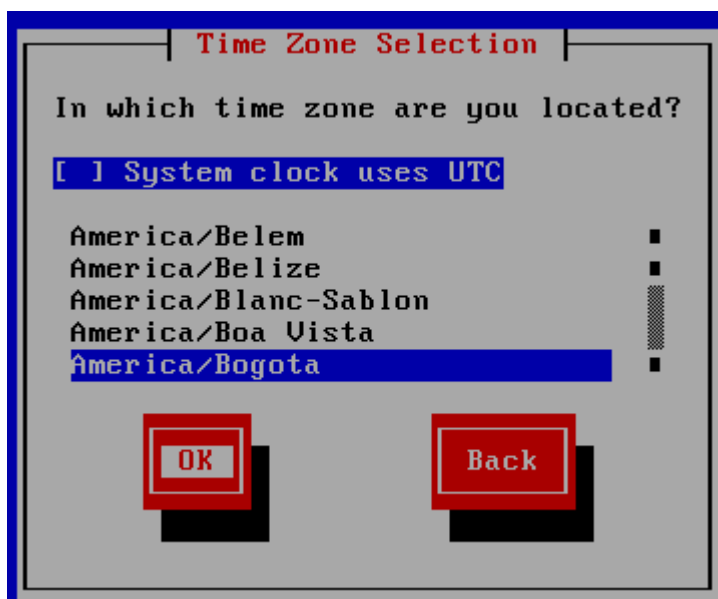 Time Zone Selection
In which time zone are you located?
[ ] System clock uses UTC
America/Belem
America/Belize
America/Blanc-Sablon
America/Boa Vista
America/Bogota
OK
Back